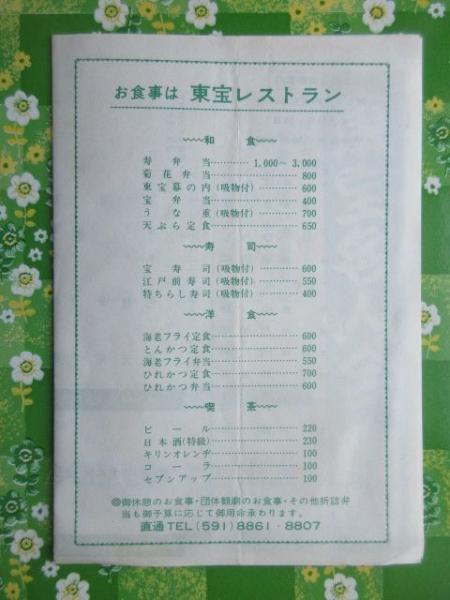 お食事は 東宝レストラン
和食
寿弁当………… 1,000～3,000
菊花弁当………………… 800
東宝幕の内(吸物付)………… 600
宝弁当………………… 400
うな重(吸物付)………… 700
天ぷら定食………………… 650
寿司
宝寿司(吸物付)………… 600
江戸前寿司(吸物付)………… 550
特ちらし寿司(吸物付)………… 400
洋食
海老フライ定食………………… 600
とんかつ定食………………… 600
海老フライ弁当………………… 550
ひれかつ定食………………… 700
ひれかつ弁当………………… 600
喫茶
ビール………………… 220
日本酒(特級)………………… 230
キリンオレンヂ………………… 100
コーラ………………… 100
セブンアップ………………… 100
◎御休憩のお食事・団体観劇のお食事・その他折詰弁
当も御予算に応じて御用命承わります。
直通TEL(591)8861・8807